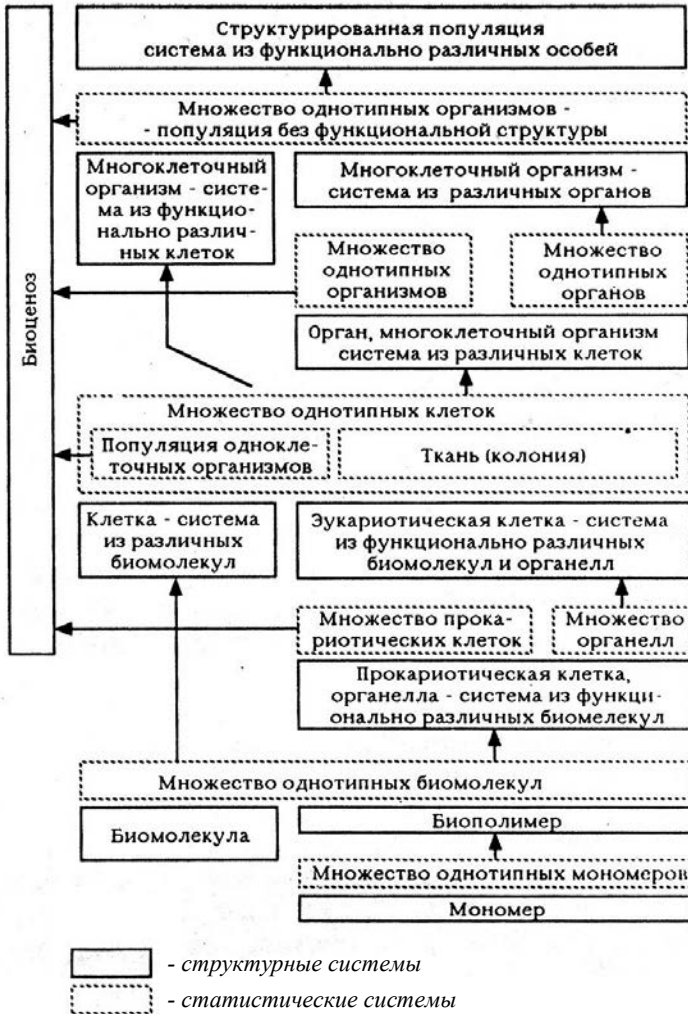 Структурированная популяция
система из функционально различных особей
Множество однотипных организмов -
- популяция без функциональной структуры
Многоклеточный
организм - систе-
ма из функцио-
нально различ-
ных клеток
Многоклеточный организм -
система из различных органов
Множество
однотипных
организмов
Множество
однотипных
органов
Биоценоз
Орган, многоклеточный организм
система из различных клеток
Множество однотипных клеток
Популяция однокле-
точных организмов
Ткань (колония)
Клетка - система
из различных
биомолекул
Эукариотическая клетка - система
из функционально различных
биомолекул и органелл
Множество прока-
риотических клеток
Множество
органелл
Прокариотическая клетка,
органелла - система из функци-
онально различных биомелекул
Множество однотипных биомолекул
Биомолекула
Биополимер
Множество однотипных мономеров
Мономер
- структурные системы
- статистические системы